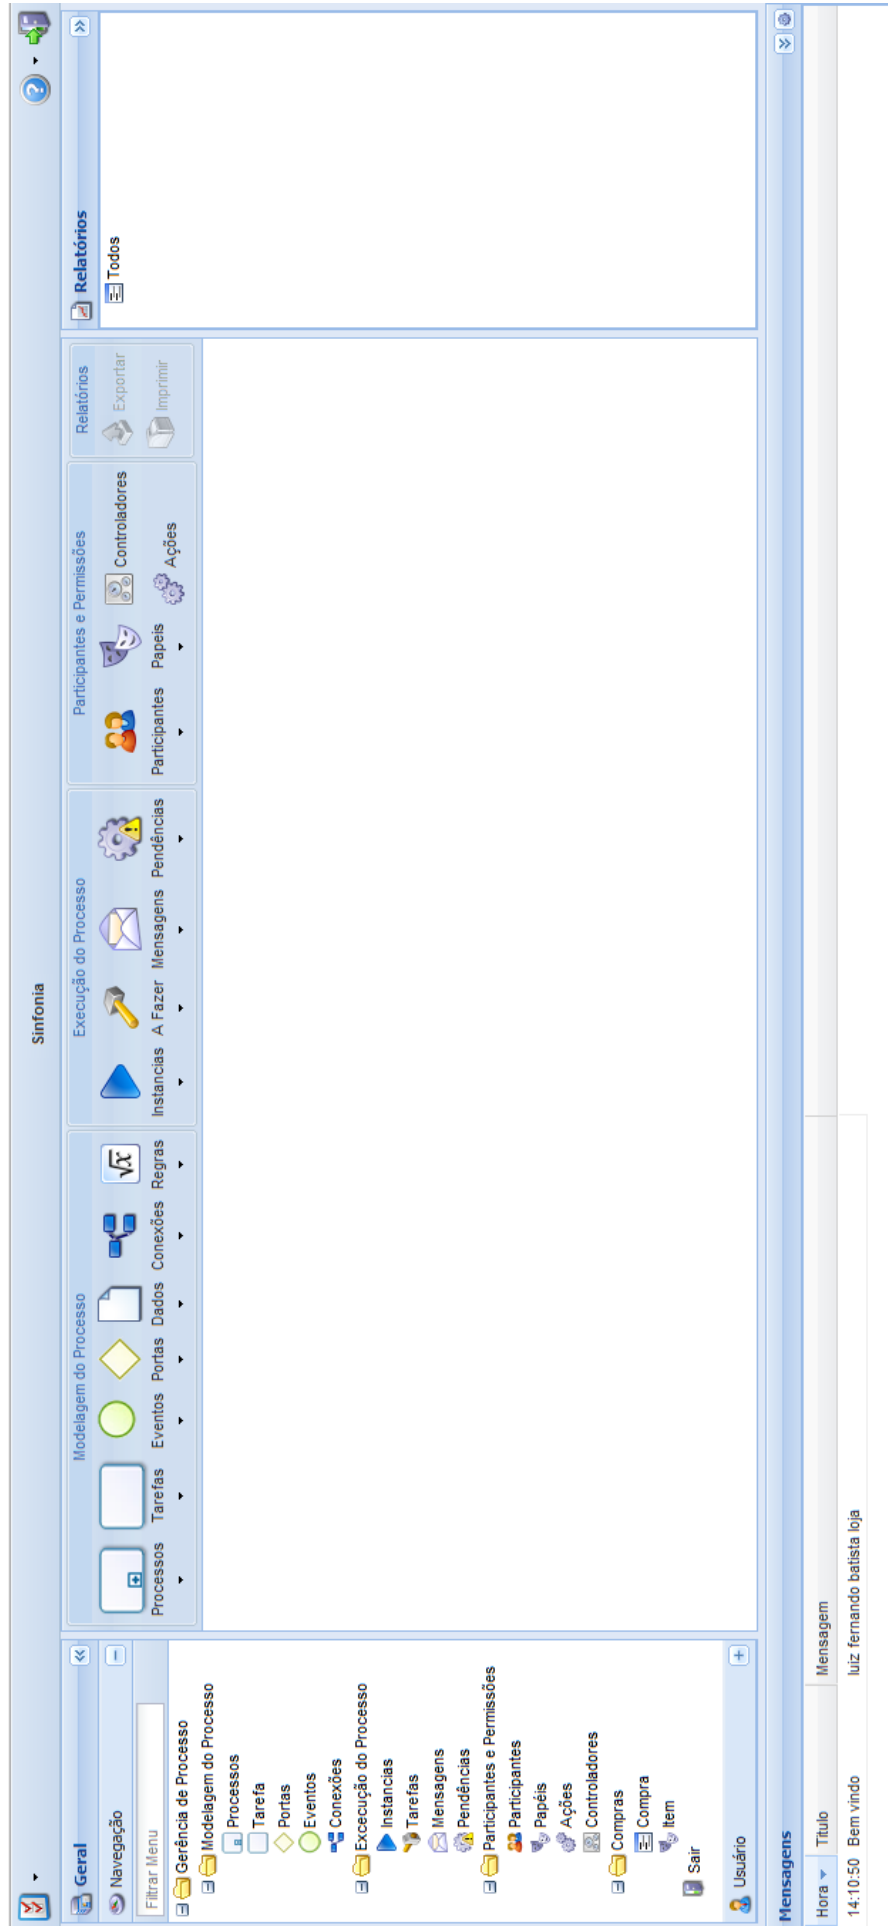 Sinfonia
Geral
Navegação
Filtrar Menu
Gerência de Processo
Modelagem do Processo
Processos
Tarefa
Portas
Eventos
Conexões
Excecução do Processo
Instancias
Tarefas
Mensagens
Pendências
Participantes e Permissões
Participantes
Papéis
Ações
Controladores
Compras
Compra
Item
Sair
Usuário
Modelagem do Processo
Processos Tarefas Eventos Portas Dados Conexões Regras
Execução do Processo
Instancias A Fazer Mensagens Pendências
Participantes e Permissões
Participantes Papeis
Controladores
Ações
Relatórios
Exportar
Imprimir
Relatórios
Todos
Mensagens
Hora Titulo Mensagem
14:10:50 Bem vindo luiz fernando batista loja